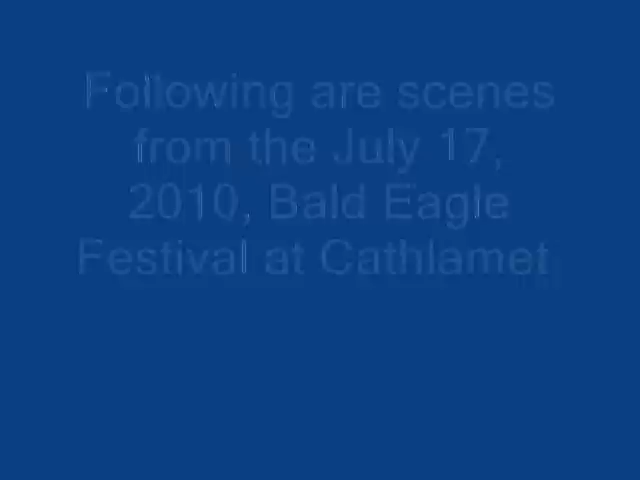 Following are scenes
from the July 17,
2010, Bald Eagle
Festival at Cathlamet